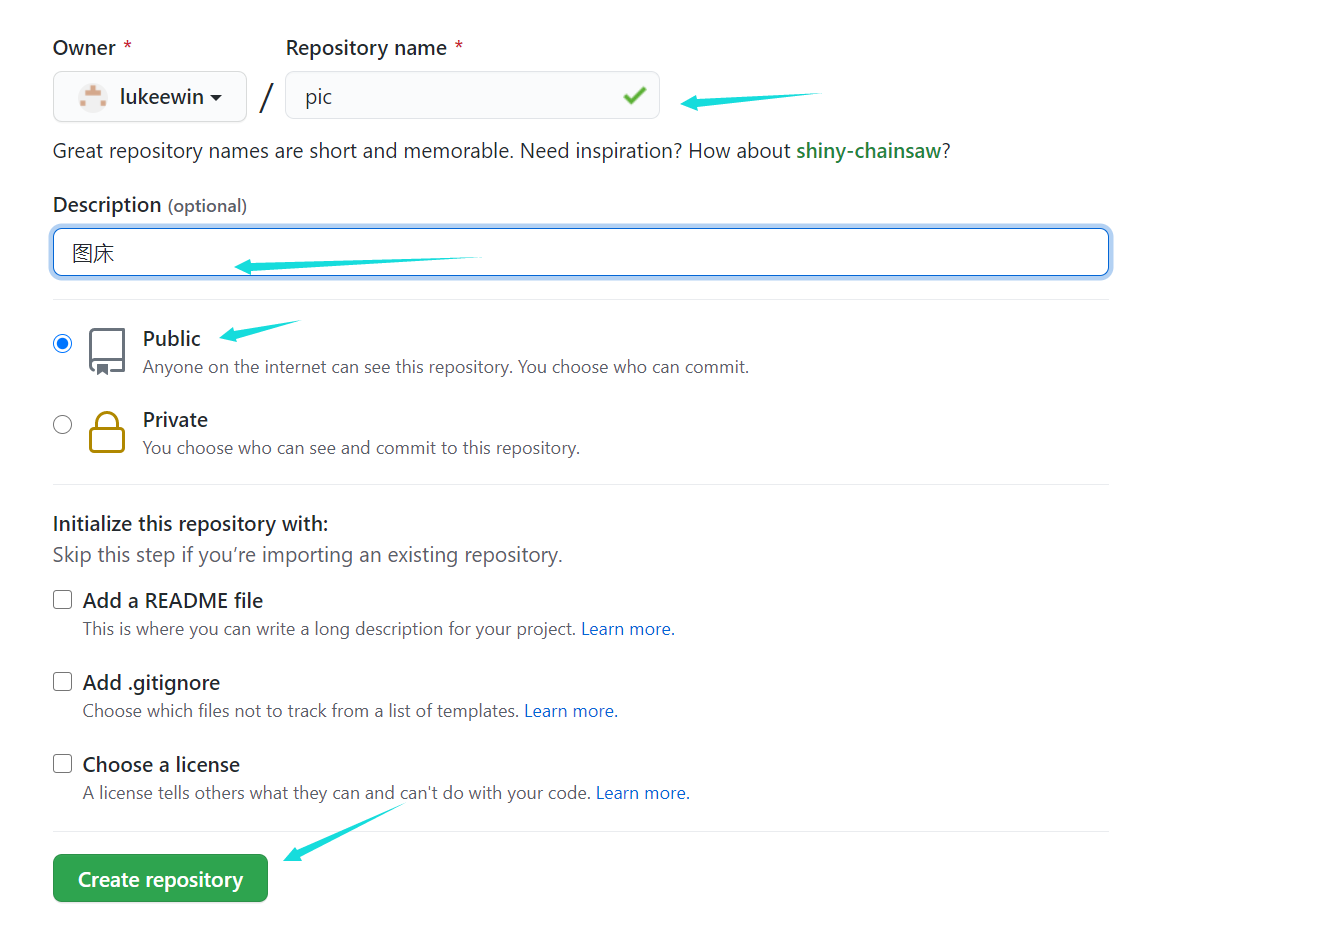 Owner * Repository name *
lukeewin / pic
Great repository names are short and memorable. Need inspiration? How about shiny-chainsaw?
Description (optional)
图床
Public
Anyone on the internet can see this repository. You choose who can commit.
Private
You choose who can see and commit to this repository.
Initialize this repository with:
Skip this step if you’re importing an existing repository.
Add a README file
This is where you can write a long description for your project. Learn more.
Add .gitignore
Choose which files not to track from a list of templates. Learn more.
Choose a license
A license tells others what they can and can't do with your code. Learn more.
Create repository